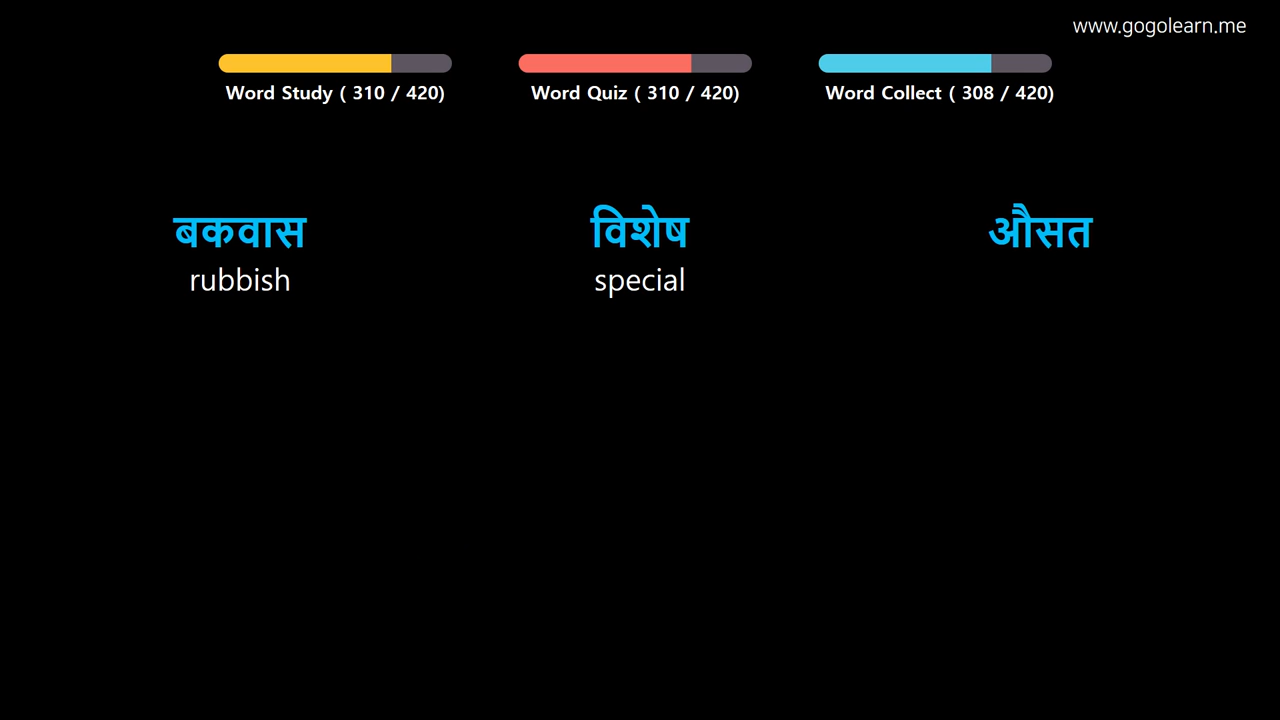 www.gogolearn.me
Word Study ( 310 / 420)
Word Quiz ( 310 / 420)
Word Collect ( 308 / 420)
बकवास
rubbish
विशेष
special
औसत